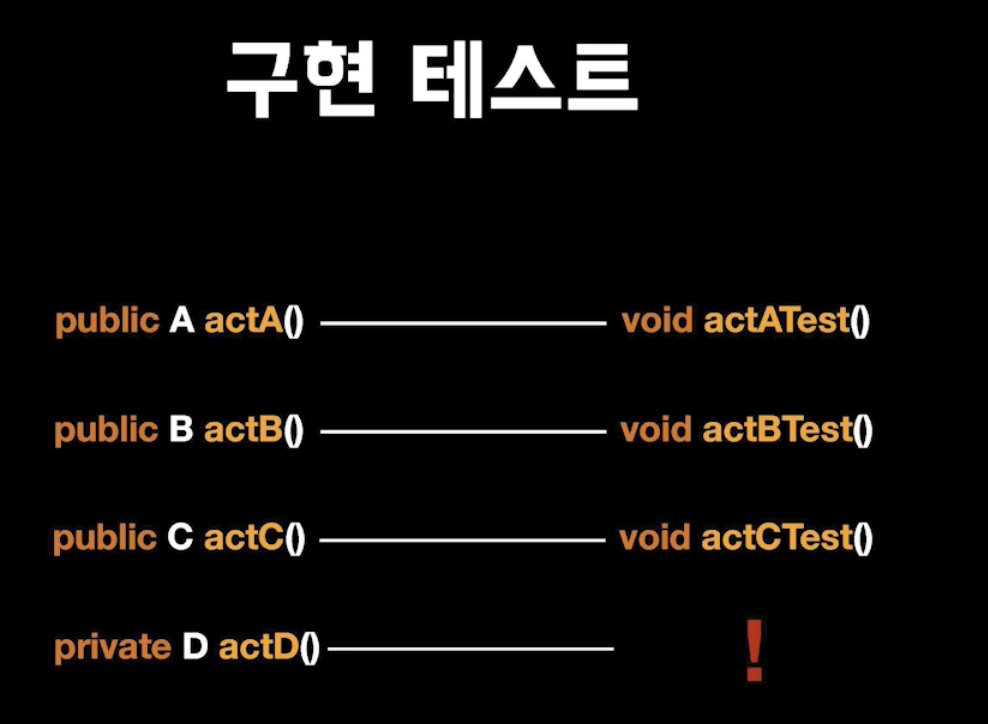 구현 테스트
public A actA() void actATest()
public B actB() void actBTest()
public C actC() void actCTest()
private D actD() !